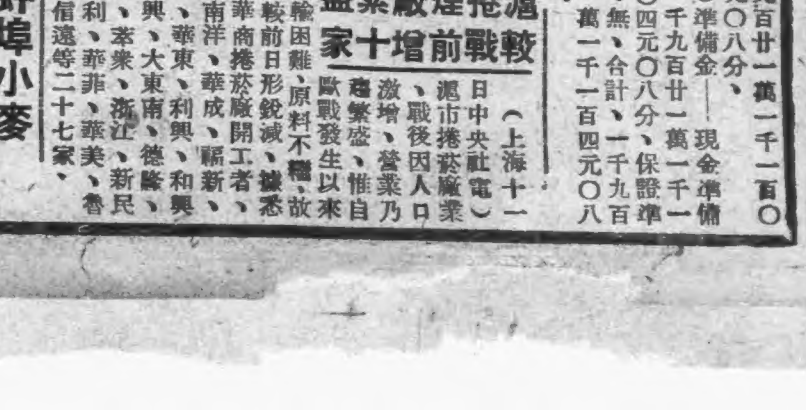 百廿一萬一千一百〇
〇八分、
準備金——現金準備
千九百廿一萬一千一
〇四元〇八分、保證準
無、合計、一千九百
萬一千一百四元〇八
滬捲煙廠業
較戰前增十家
（上海十一
日中央社電）
滬市捲菸廠業
、戰後因人口
激增、營業乃
趨繁盛、惟自
歐戰發生以來
輸困難、原料不繼、故
較前日形銳減、據悉
華商捲菸廠開工者、
南洋、華成、福新、
、華東、利興、和興
興、大東南、德隆、
、衆、浙江、新民
利、華菲、華美、魯
信遠等二十七家、
埠小麥